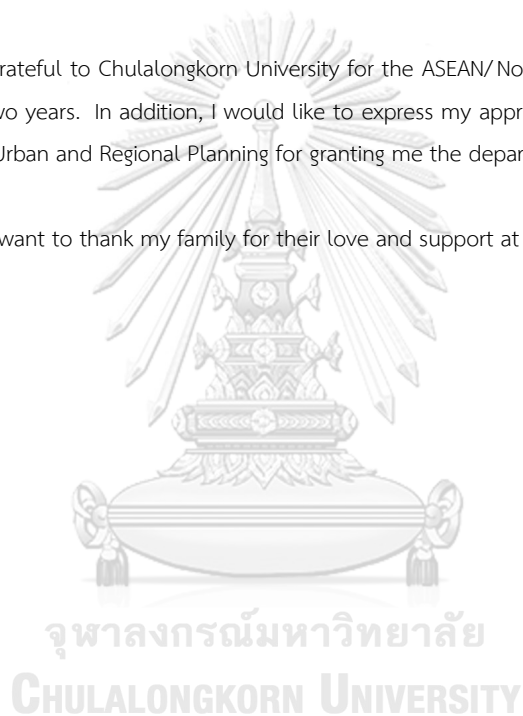 rateful to Chulalongkorn University for the ASEAN/ No
vo years. In addition, I would like to express my appr
Urban and Regional Planning for granting me the depar
want to thank my family for their love and support at
จุฬาลงกรณ์มหาวิทยาลัย
CHULALONGKORN UNIVERSITY